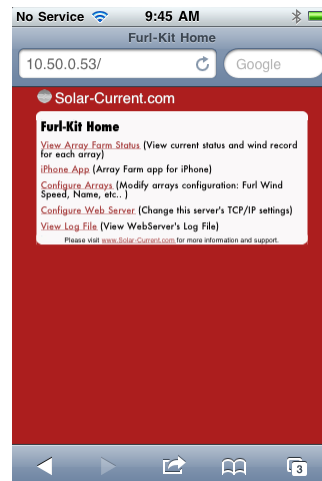 No Service 9:45 AM
Furl-Kit Home
10.50.0.53/ Google
Solar-Current.com
Furl-Kit Home
View Array Farm Status (View current status and wind record
for each array)
iPhone App (Array Farm app for iPhone)
Configure Arrays (Modify arrays configuration: Furl Wind
Speed, Name, etc.. )
Configure Web Server (Change this server's TCP/IP settings)
View Log File (View WebServer's Log File)
Please visit www.Solar-Current.com for more information and support.
3